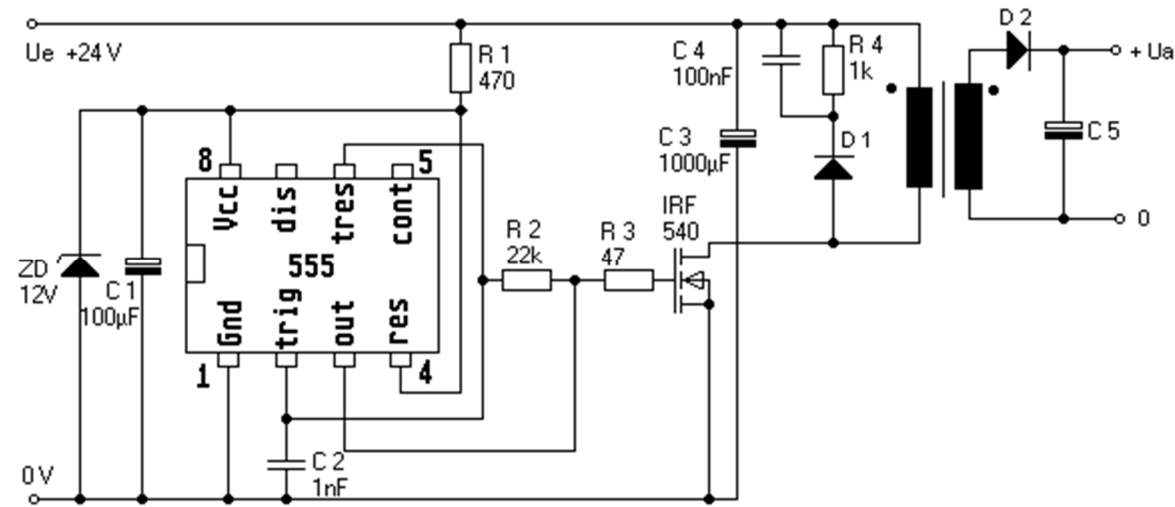 Ue +24V
R 1
470
C 4
100nF
R 4
1k
D 2
+ Ua
C 5
0
D 1
C 3
1000µF
8
5
Vcc
dis
tres
cont
555
Gnd
trig
out
res
1
4
ZD
12V
C 1
100µF
R 2
22k
R 3
47
IRF
540
C 2
1nF
0 V